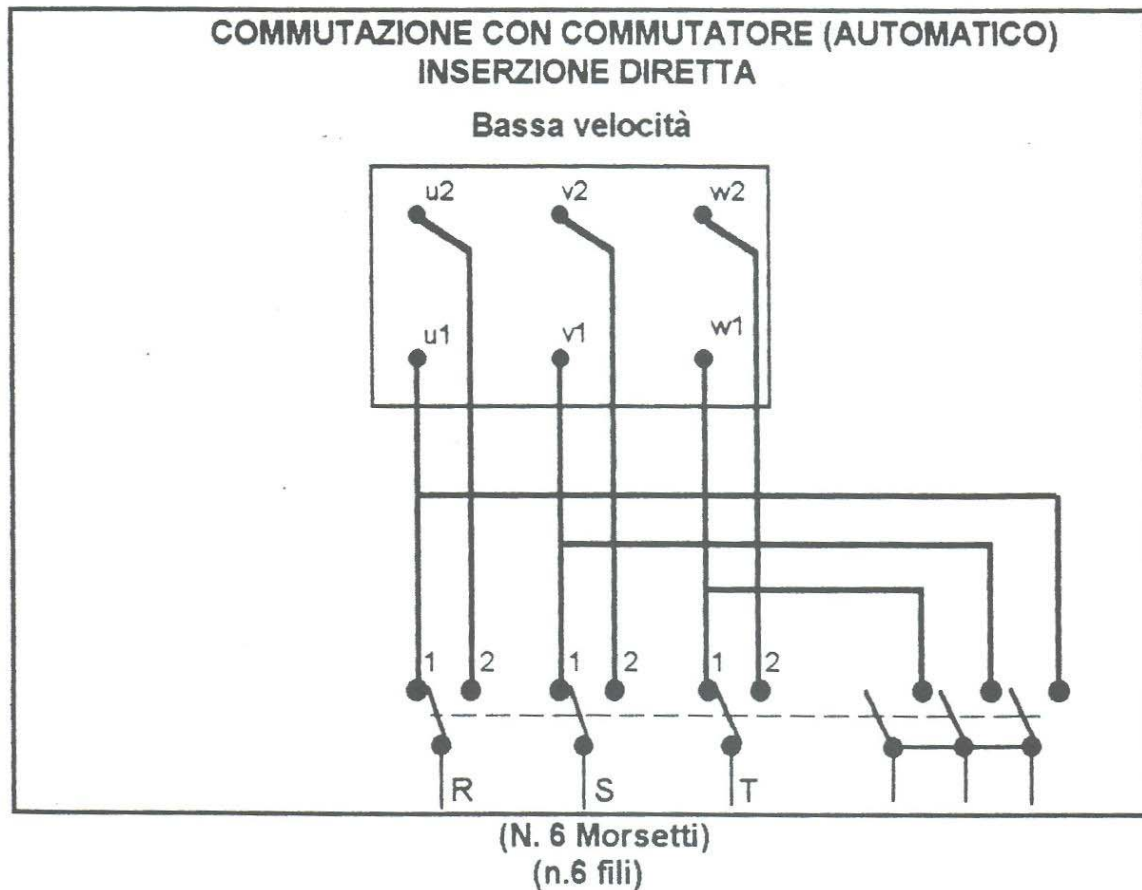 COMMUTAZIONE CON COMMUTATORE (AUTOMATICO)
INSERZIONE DIRETTA
Bassa velocità
u2 v2 w2
u1 v1 w1
1 2 1 2 1 2
R S T
(N. 6 Morsetti)
(n.6 fili)